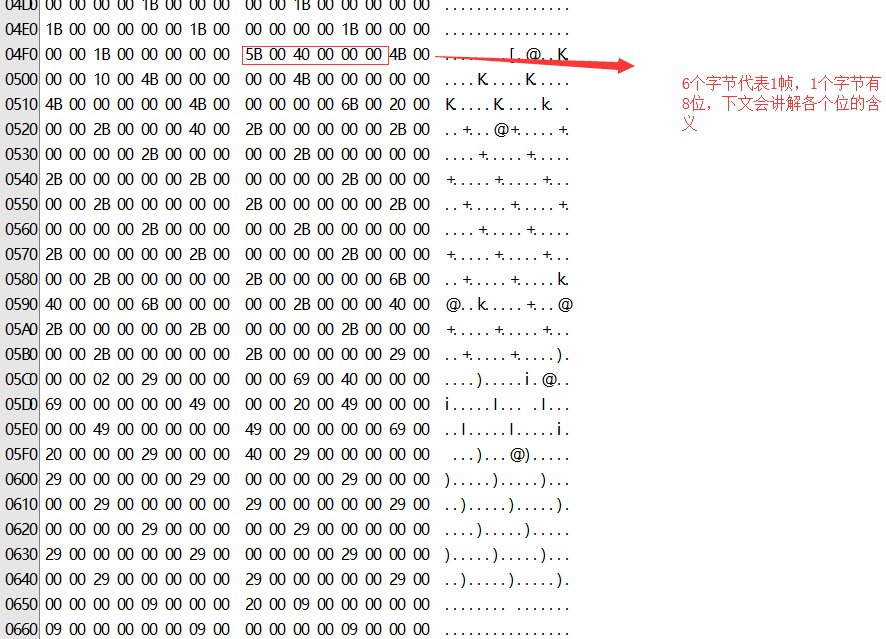 04D0 00 00 00 00 1B 00 00 00 00 00 1B 00 00 00 00 00 ................
04E0 1B 00 00 00 00 00 1B 00 00 00 00 00 1B 00 00 00 ................
04F0 00 00 1B 00 00 00 00 00 5B 00 40 00 00 00 4B 00 ........[.@...K.
0500 00 00 10 00 4B 00 00 00 00 00 4B 00 00 00 00 00 ....K.....K.....
0510 4B 00 00 00 00 00 4B 00 00 00 00 00 6B 00 20 00 K.....K.....k. .
0520 00 00 2B 00 00 00 40 00 2B 00 00 00 00 00 2B 00 ..+...@.+.....+.
0530 00 00 00 00 2B 00 00 00 00 00 2B 00 00 00 00 00 ....+.....+.....
0540 2B 00 00 00 00 00 2B 00 00 00 00 00 2B 00 00 00 +.....+.....+...
0550 00 00 2B 00 00 00 00 00 2B 00 00 00 00 00 2B 00 ..+.....+.....+.
0560 00 00 00 00 2B 00 00 00 00 00 2B 00 00 00 00 00 ....+.....+.....
0570 2B 00 00 00 00 00 2B 00 00 00 00 00 2B 00 00 00 +.....+.....+...
0580 00 00 2B 00 00 00 00 00 2B 00 00 00 00 00 6B 00 ..+.....+.....k.
0590 40 00 00 00 6B 00 00 00 00 00 2B 00 00 00 40 00 @...k.....+...@.
05A0 2B 00 00 00 00 00 2B 00 00 00 00 00 2B 00 00 00 +.....+.....+...
05B0 00 00 2B 00 00 00 00 00 2B 00 00 00 00 00 29 00 ..+.....+.....).
05C0 00 00 02 00 29 00 00 00 00 00 69 00 40 00 00 00 ....).....i.@...
05D0 69 00 00 00 00 00 49 00 00 00 20 00 49 00 00 00 i.....I... .I...
05E0 00 00 49 00 00 00 00 00 49 00 00 00 00 00 69 00 ..I.....I.....i.
05F0 20 00 00 00 29 00 00 00 40 00 29 00 00 00 00 00  ...)...@.).....
0600 29 00 00 00 00 00 29 00 00 00 00 00 29 00 00 00 ).....).....)...
0610 00 00 29 00 00 00 00 00 29 00 00 00 00 00 29 00 ..).....).....).
0620 00 00 00 00 29 00 00 00 00 00 29 00 00 00 00 00 ....).....).....
0630 29 00 00 00 00 00 29 00 00 00 00 00 29 00 00 00 ).....).....)...
0640 00 00 29 00 00 00 00 00 29 00 00 00 00 00 29 00 ..).....).....).
0650 00 00 00 00 09 00 00 00 20 00 09 00 00 00 00 00 ........ .......
0660 09 00 00 00 00 00 09 00 00 00 00 00 09 00 00 00 ................
6个字节代表1帧，1个字节有
8位，下文会讲解各个位的含
义